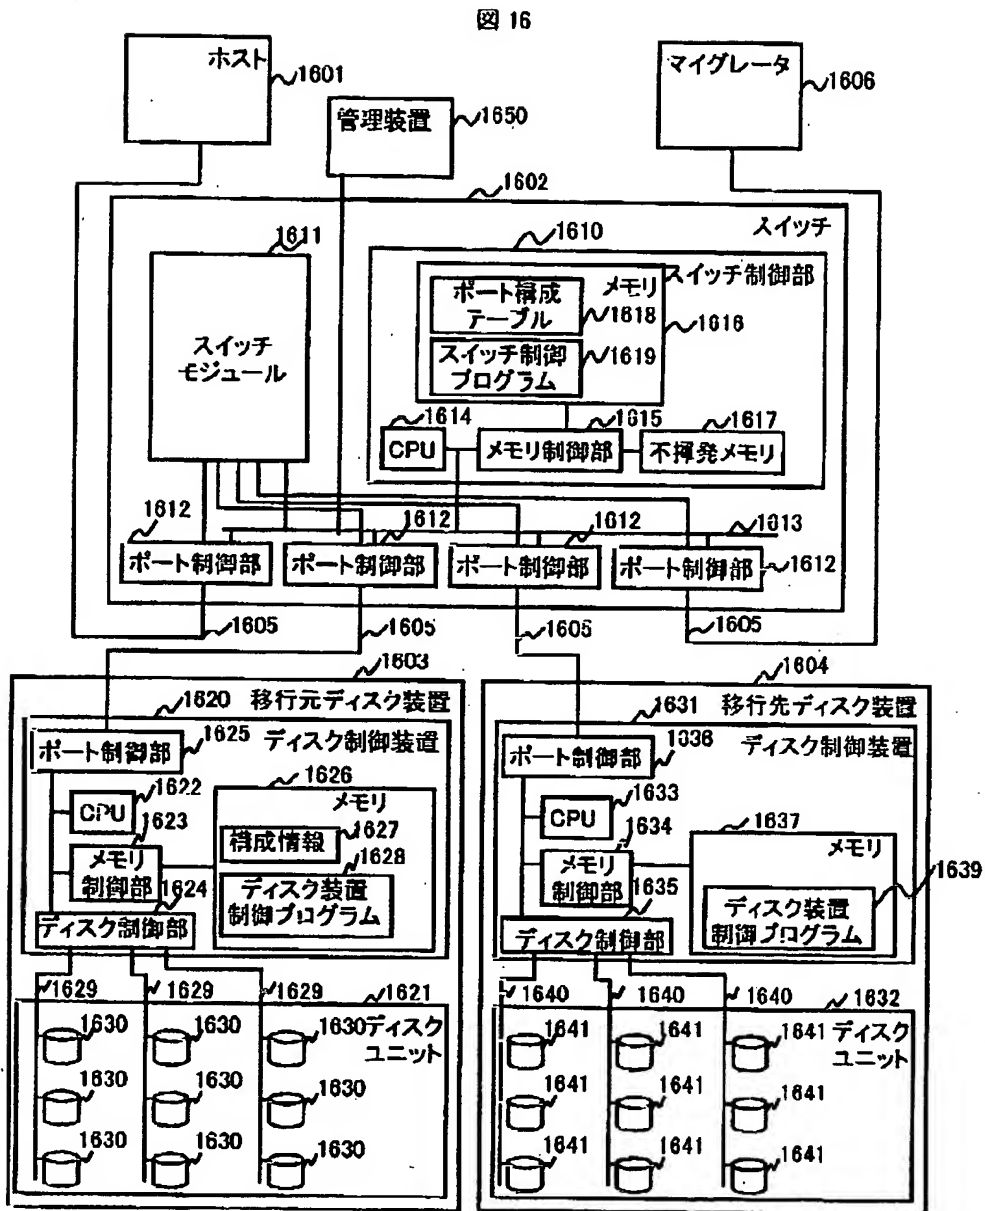 図 16
ホスト
1601
管理装置
1650
マイグレータ
1606
1602
スイッチ
1611
スイッチ
モジュール
1610
スイッチ制御部
メモリ
ポート構成
テーブル
1618
1616
スイッチ制御
プログラム
1619
1614
CPU
1615
メモリ制御部
1617
不揮発メモリ
1612
1612
1612
1613
ポート制御部
ポート制御部
ポート制御部
ポート制御部
1612
1605
1605
1605
1605
1603
移行元ディスク装置
1620
ディスク制御装置
ポート制御部
1625
1622
CPU
1623
メモリ
制御部
1624
ディスク制御部
1626
メモリ
構成情報
1627
1628
ディスク装置
制御プログラム
1629
1629
1629
1621
ディスク
ユニット
1630
1630
1630
1630
1630
1630
1630
1630
1630
1604
移行先ディスク装置
1631
ディスク制御装置
ポート制御部
1636
1633
CPU
1634
メモリ
制御部
1635
ディスク制御部
1637
メモリ
1639
ディスク装置
制御プログラム
1640
1640
1640
1632
ディスク
ユニット
1641
1641
1641
1641
1641
1641
1641
1641
1641